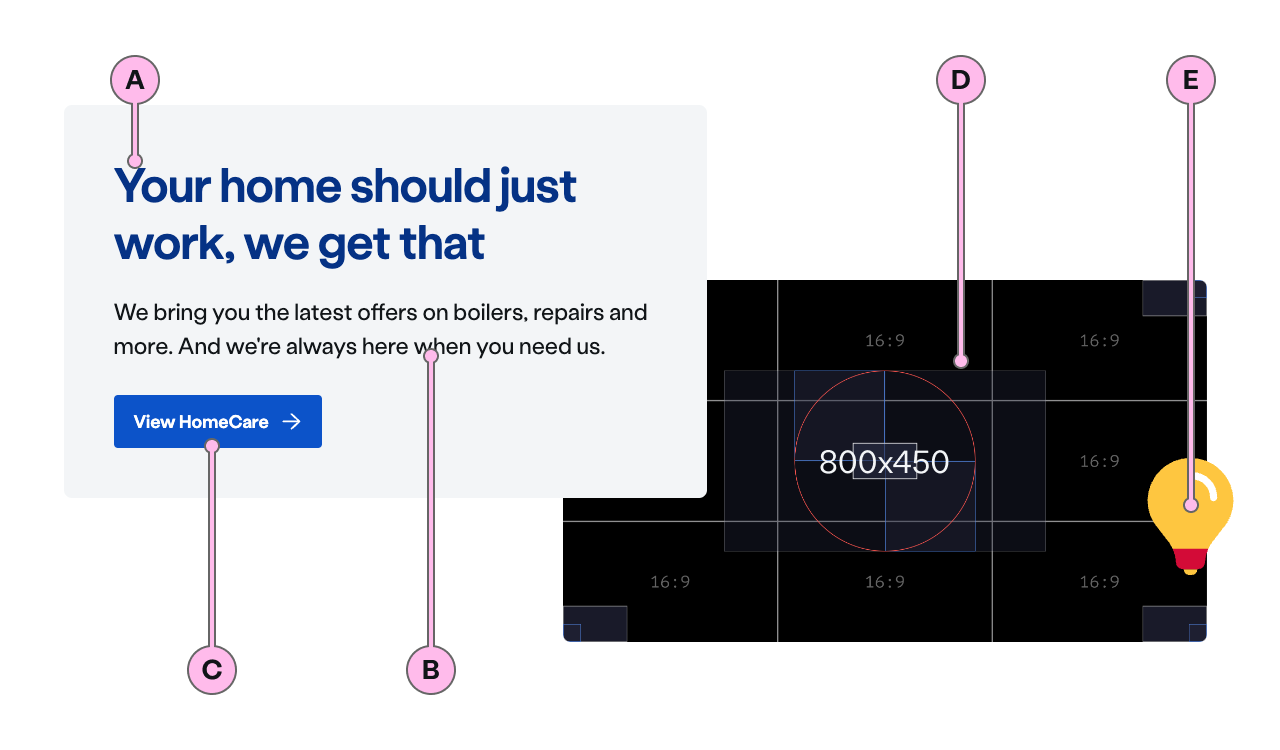 A
D
E
Your home should just
work, we get that
We bring you the latest offers on boilers, repairs and
more. And we're always here when you need us.
View HomeCare
16:9
16:9
800x450
16:9
16:9
16:9
16:9
C
B